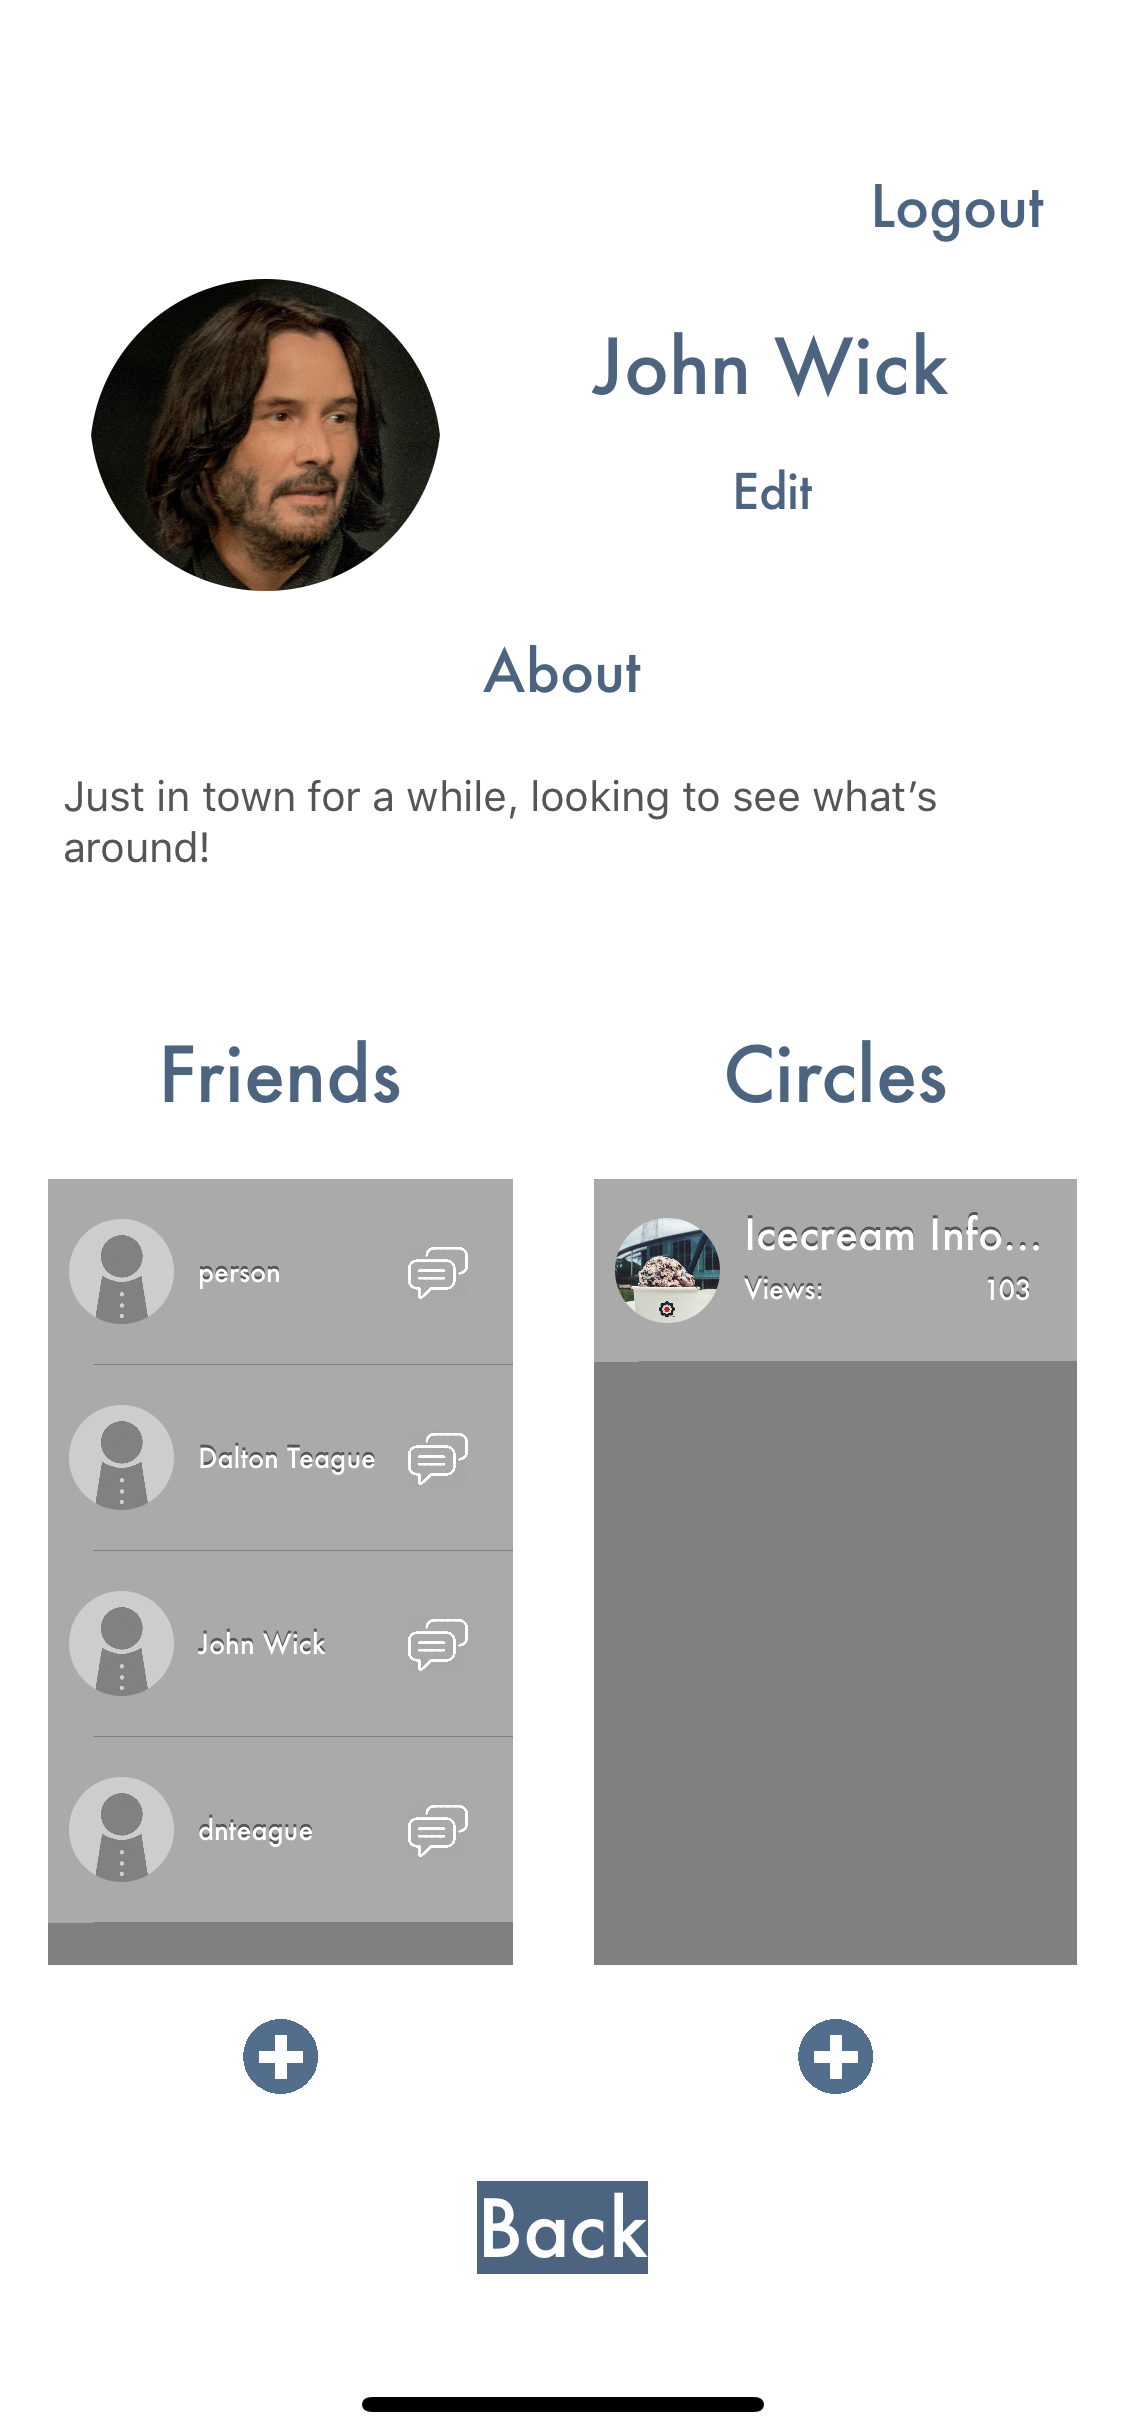 Logout
John Wick
Edit
About
Just in town for a while, looking to see what’s
around!
Friends
Circles
person
Dalton Teague
John Wick
dnteague
Icecream Info...
Views: 103
Back